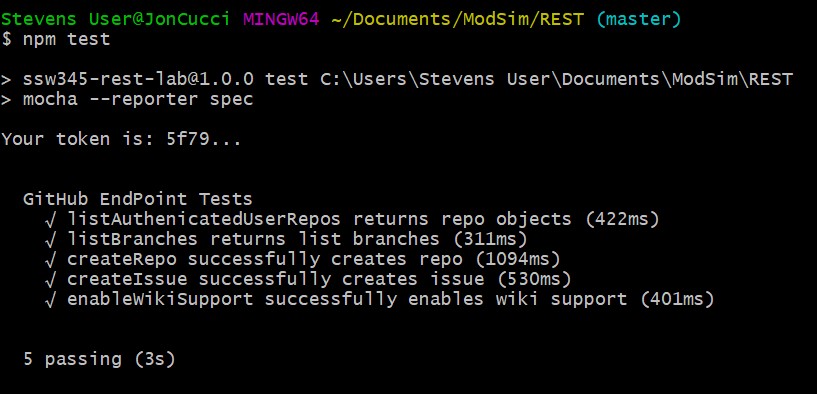 Stevens User@JonCucci MINGW64 ~/Documents/ModSim/REST (master)
$ npm test
> ssw345-rest-lab@1.0.0 test C:\Users\Stevens User\Documents\ModSim\REST
> mocha --reporter spec
Your token is: 5f79...
GitHub EndPoint Tests
√ listAuthenicatedUserRepos returns repo objects (422ms)
√ listBranches returns list branches (311ms)
√ createRepo successfully creates repo (1094ms)
√ createIssue successfully creates issue (530ms)
√ enableWikiSupport successfully enables wiki support (401ms)
5 passing (3s)